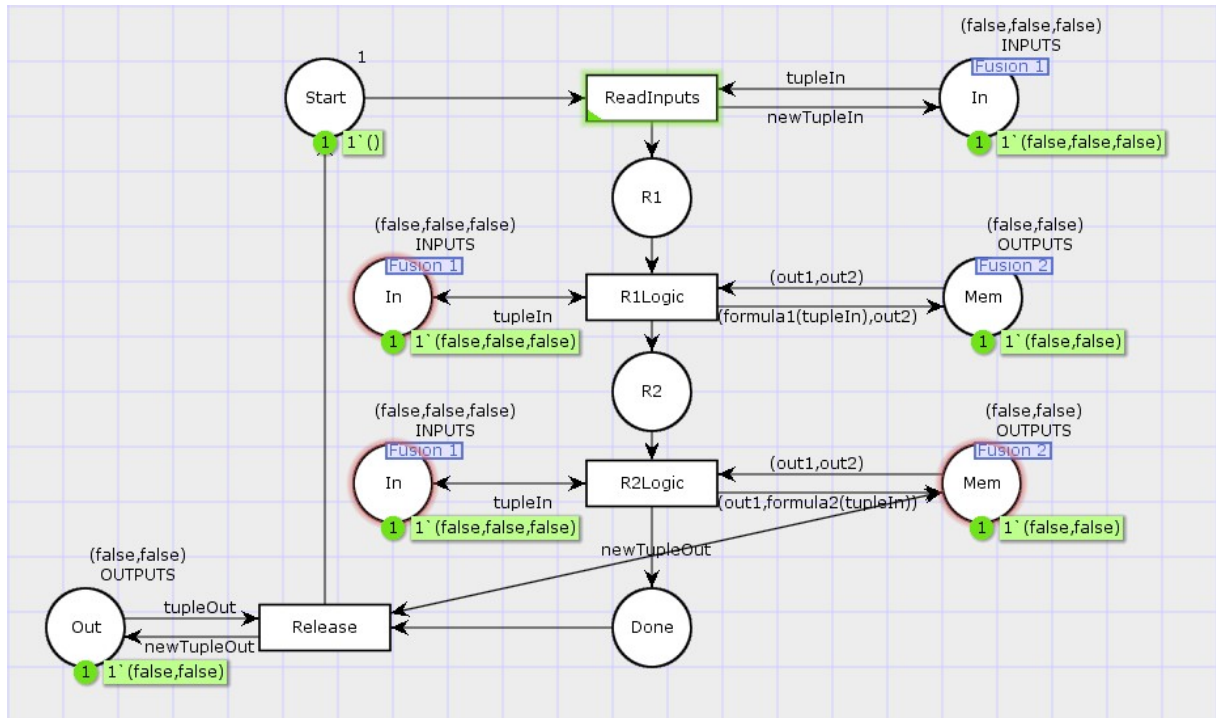 (false,false,false)
INPUTS
1
Fusion 1
tupleIn
Start
ReadInputs
In
newTupleIn
1
1`()
1
1`(false,false,false)
R1
(false,false,false)
INPUTS
(false,false)
OUTPUTS
Fusion 1
Fusion 2
(out1,out2)
In
R1Logic
Mem
tupleIn
(formula1(tupleIn),out2)
1
1`(false,false,false)
1
1`(false,false)
R2
(false,false,false)
INPUTS
(false,false)
OUTPUTS
Fusion 1
Fusion 2
(out1,out2)
In
R2Logic
Mem
tupleIn
(out1,formula2(tupleIn))
1
1`(false,false,false)
1
1`(false,false)
newTupleOut
(false,false)
OUTPUTS
tupleOut
Out
Release
Done
newTupleOut
1
1`(false,false)